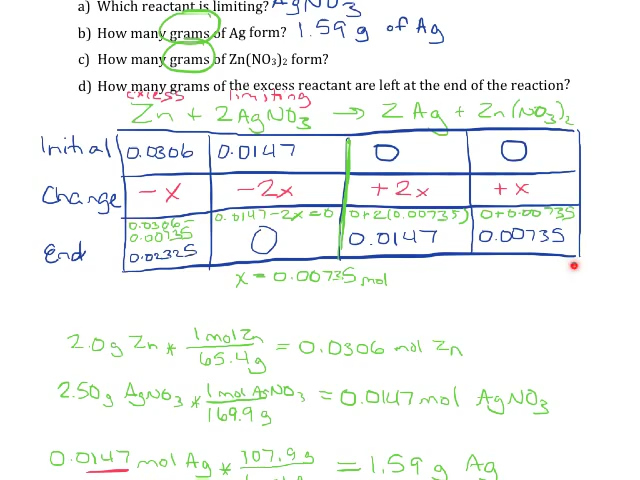 a) Which reactant is limiting? AgNO3
b) How many grams of Ag form? 1.59 g of Ag
c) How many grams of Zn(NO3)2 form?
d) How many grams of the excess reactant are left at the end of the reaction?
excess limiting
Zn + 2AgNO3 → 2Ag + Zn(NO3)2
Initial 0.0306 0.0147 0 0
Change -x -2x +2x +x
0.0306- 0.0147-2x=0 0+2(0.00735) 0+0.00735
0.00735
End 0.02325 0 0.0147 0.00735
x = 0.00735 mol
2.0g Zn * 1 mol Zn / 65.4 g = 0.0306 mol Zn
2.50g AgNO3 * 1 mol AgNO3 / 169.9 g = 0.0147 mol AgNO3
0.0147 mol Ag * 107.9 g = 1.59 g Ag